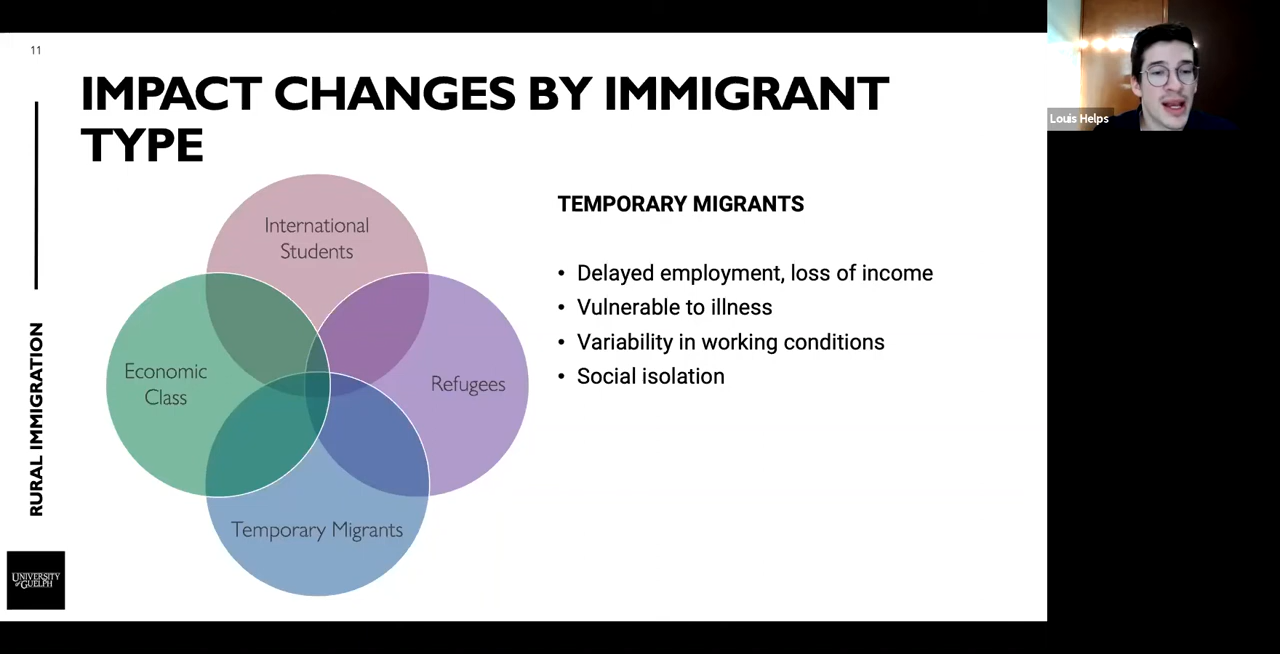 11
IMPACT CHANGES BY IMMIGRANT
TYPE
RURAL IMMIGRATION
International
Students
Economic
Class
Refugees
Temporary Migrants
TEMPORARY MIGRANTS
• Delayed employment, loss of income
• Vulnerable to illness
• Variability in working conditions
• Social isolation
UNIVERSITY
OF GUELPH
Louis Helps